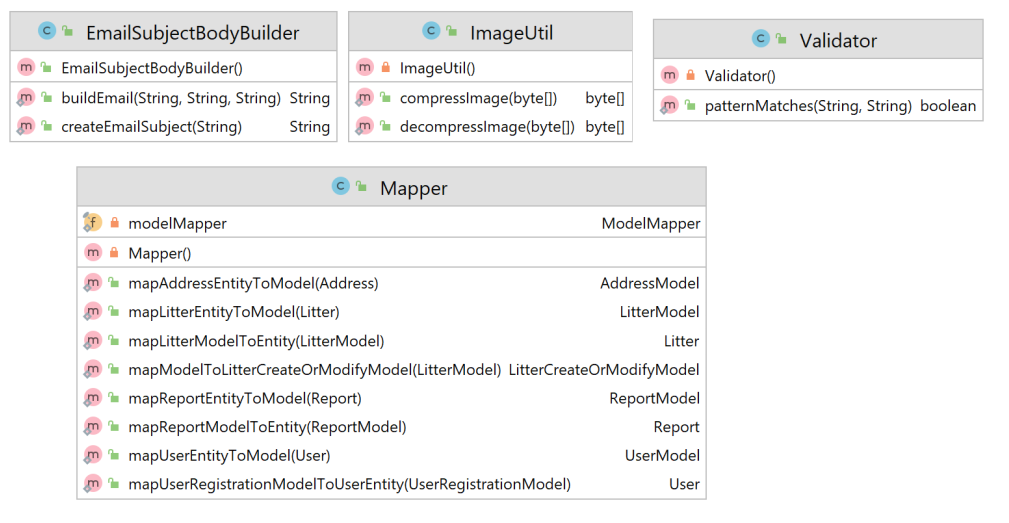 EmailSubjectBodyBuilder
EmailSubjectBodyBuilder()
buildEmail(String, String, String) String
createEmailSubject(String) String
ImageUtil
ImageUtil()
compressImage(byte[]) byte[]
decompressImage(byte[]) byte[]
Validator
Validator()
patternMatches(String, String) boolean
Mapper
modelMapper ModelMapper
Mapper()
mapAddressEntityToModel(Address) AddressModel
mapLitterEntityToModel(Litter) LitterModel
mapLitterModelToEntity(LitterModel) Litter
mapModelToLitterCreateOrModifyModel(LitterModel) LitterCreateOrModifyModel
mapReportEntityToModel(Report) ReportModel
mapReportModelToEntity(ReportModel) Report
mapUserEntityToModel(User) UserModel
mapUserRegistrationModelToUserEntity(UserRegistrationModel) User